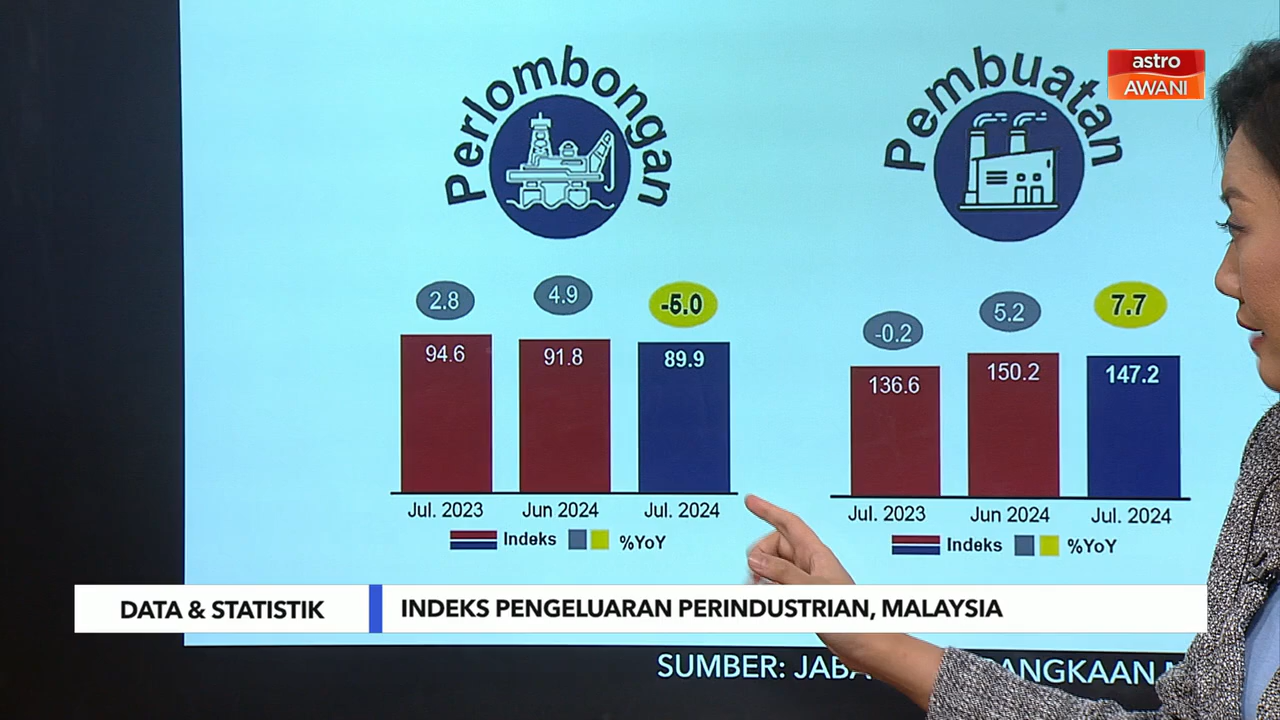 astro
AWANI
Perlombongan
2.8 4.9 -5.0
94.6 91.8 89.9
Jul. 2023 Jun 2024 Jul. 2024
Indeks %YoY
Pembuatan
-0.2 5.2 7.7
136.6 150.2 147.2
Jul. 2023 Jun 2024 Jul. 2024
Indeks %YoY
DATA & STATISTIK
INDEKS PENGELUARAN PERINDUSTRIAN, MALAYSIA
SUMBER: